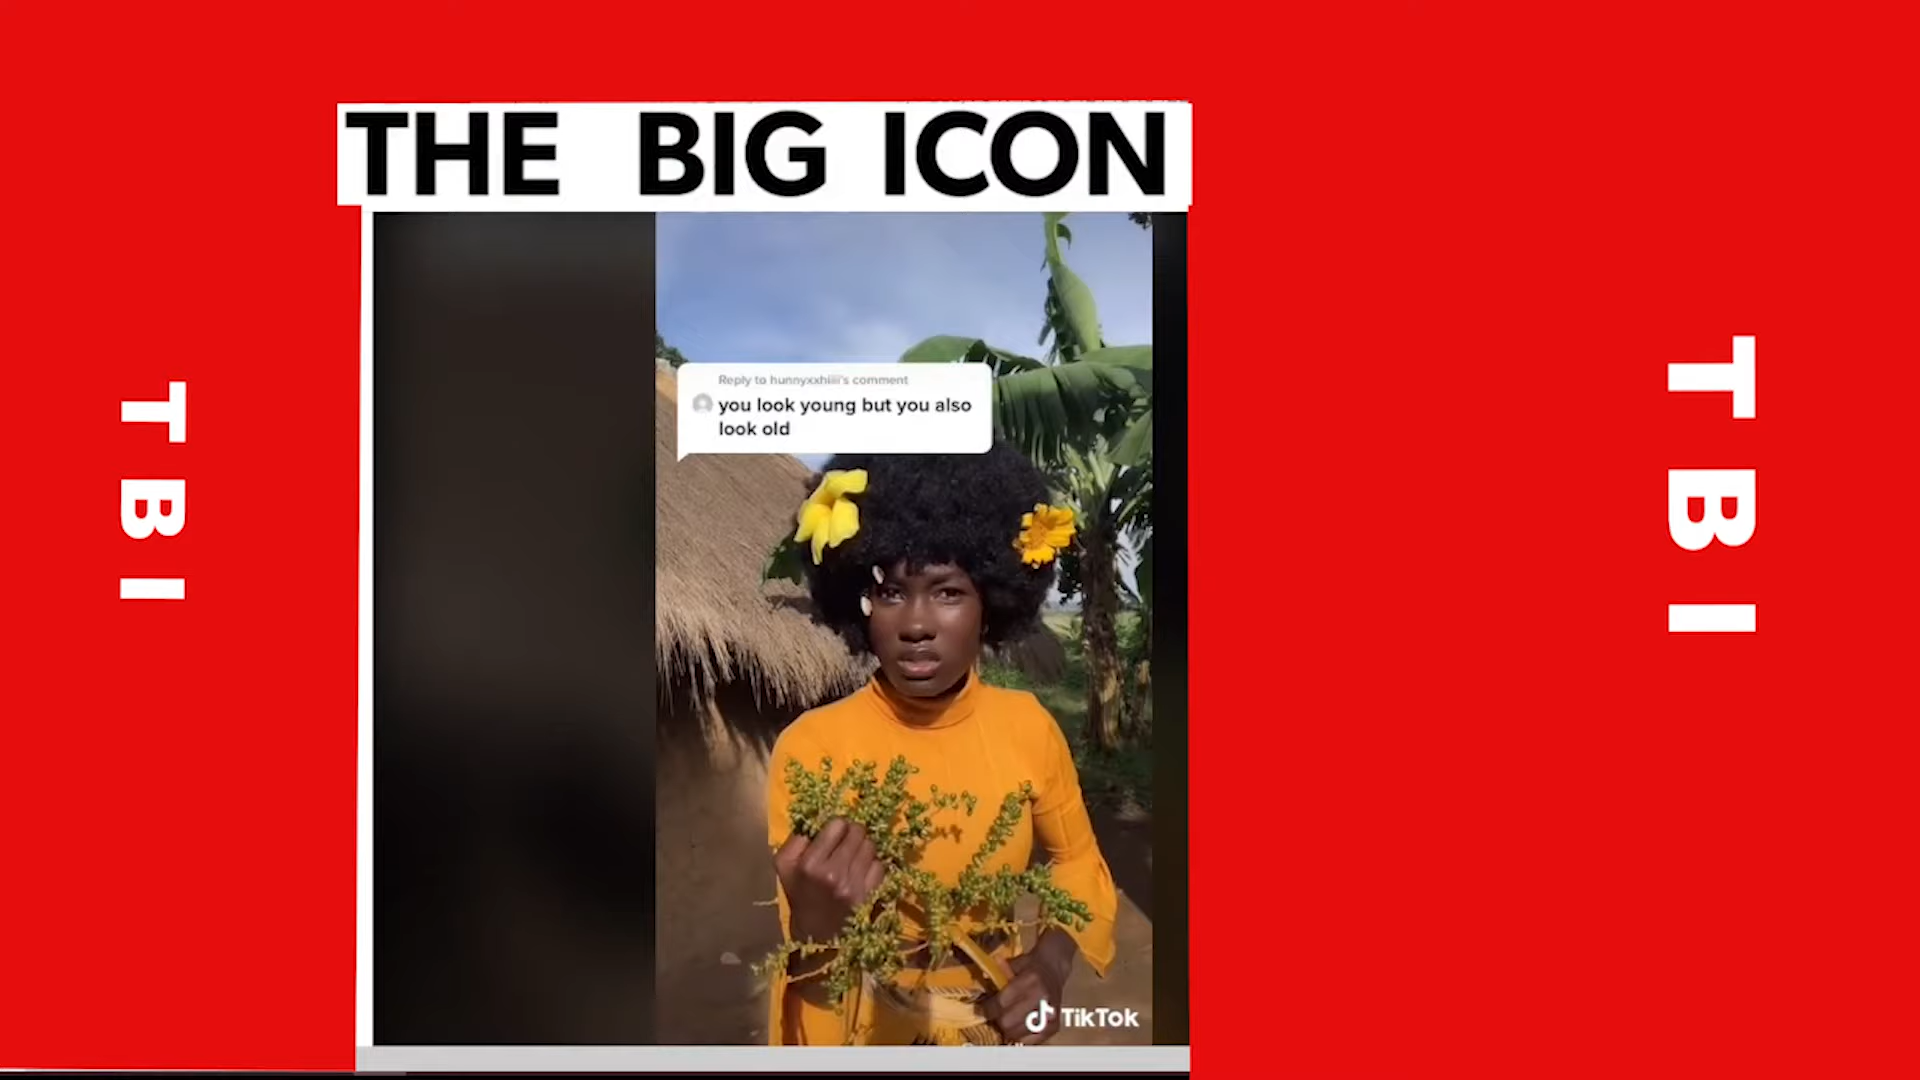 THE BIG ICON
Reply to hunnyxxhiiii's comment
you look young but you also
look old
TBI
TBI
TikTok